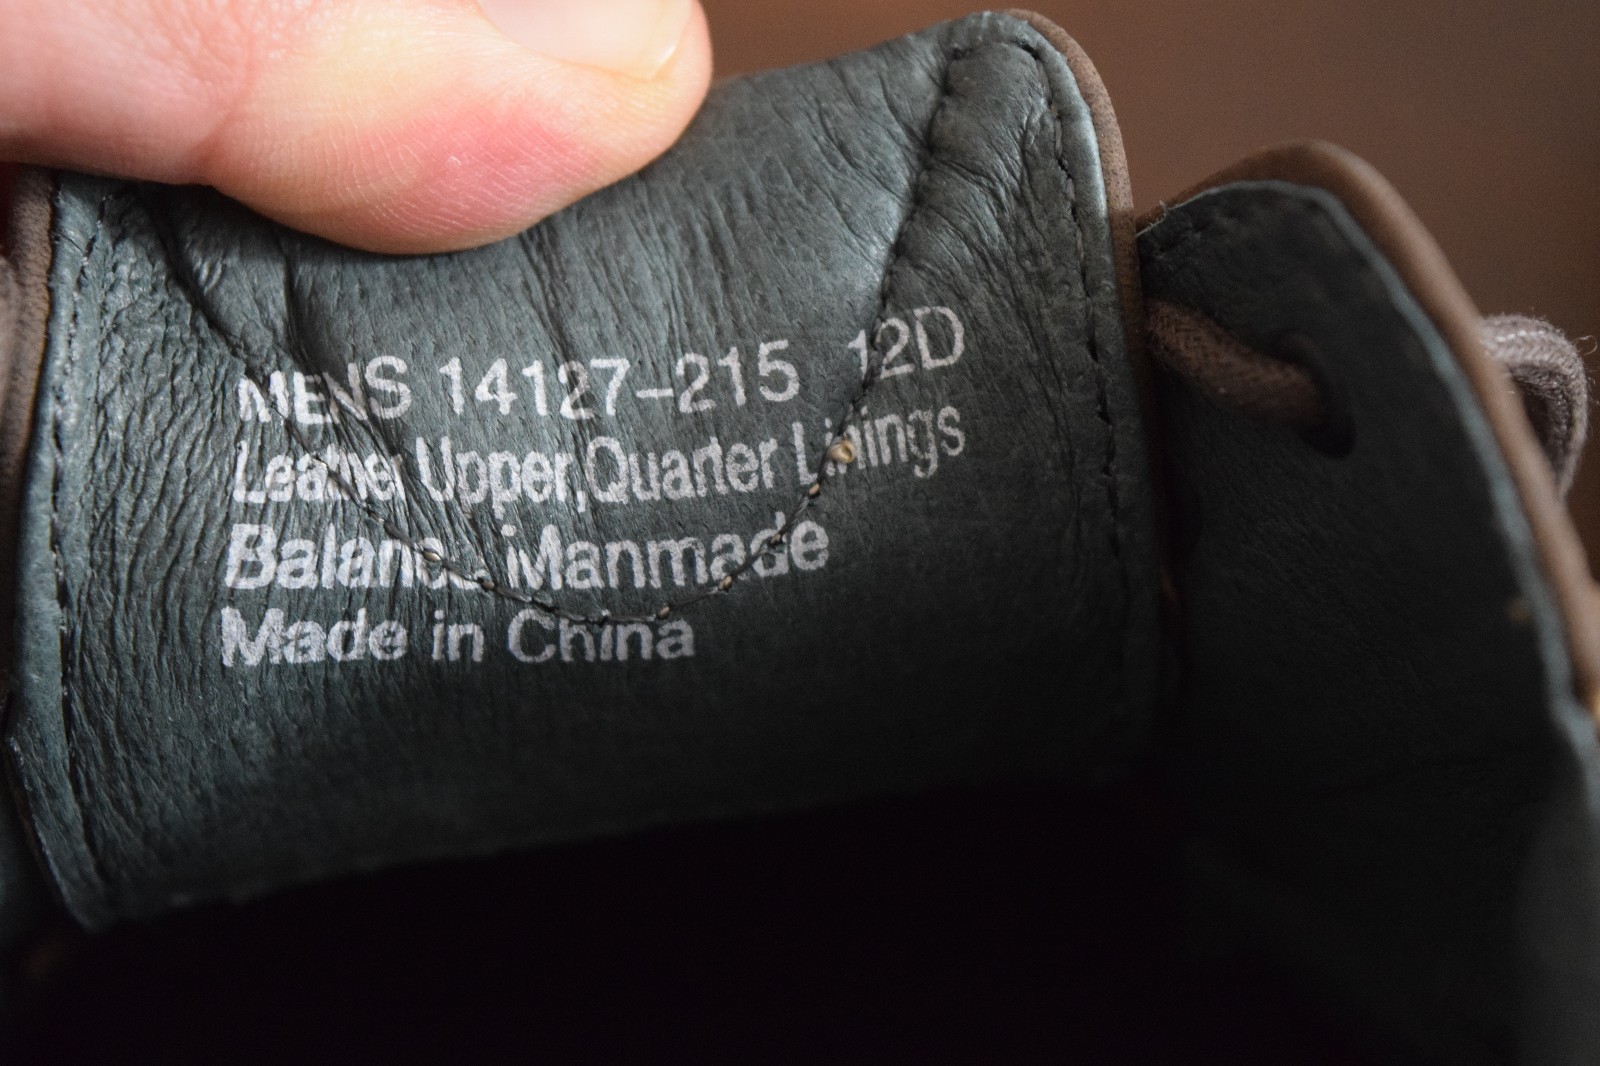 MENS 14127-215 12D
Leather Upper,Quarter Linings
Balance Manmade
Made in China